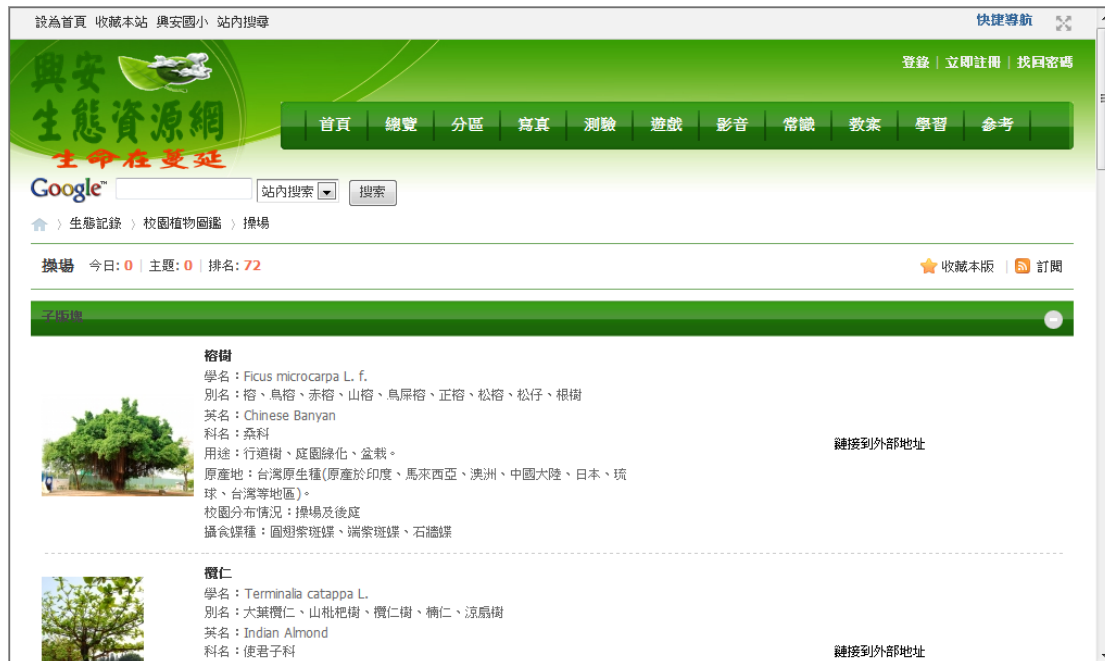 設為首頁 收藏本站 興安國小 站內搜尋 快捷導航
登錄 | 立即註冊 | 找回密碼
興安
生態資源網
生命在蔓延
首頁 總覽 分區 寫真 測驗 遊戲 影音 常識 教案 學習 參考
Google™ 站內搜索 搜索
〉生態記錄 〉校園植物圖鑑 〉操場
操場 今日: 0 | 主題: 0 | 排名: 72 收藏本版 | 訂閱
子版塊
榕樹
學名：Ficus microcarpa L. f.
別名：榕、鳥榕、赤榕、山榕、鳥屎榕、正榕、松榕、松仔、根樹
英名：Chinese Banyan
科名：桑科
用途：行道樹、庭園綠化、盆栽。
鏈接到外部地址
原產地：台灣原生種(原產於印度、馬來西亞、澳洲、中國大陸、日本、琉
球、台灣等地區)。
校園分布情況：操場及後庭
攝食蝶種：圓翅紫斑蝶、端紫斑蝶、石牆蝶
欖仁
學名：Terminalia catappa L.
別名：大葉欖仁、山枇杷樹、欖仁樹、楠仁、涼扇樹
英名：Indian Almond
科名：使君子科 鏈接到外部地址